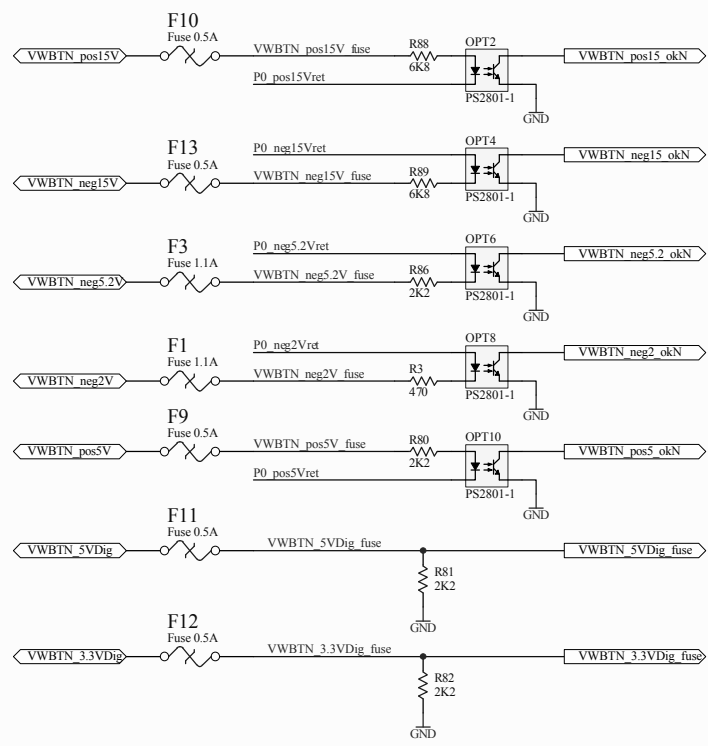 F10
Fuse 0.5A
VWBTN_pos15V
VWBTN_pos15V_fuse
R88
6K8
OPT2
VWBTN_pos15_okN
P0_pos15Vret
PS2801-1
GND
F13
Fuse 0.5A
P0_neg15Vret
OPT4
VWBTN_neg15_okN
VWBTN_neg15V
VWBTN_neg15V_fuse
R89
6K8
PS2801-1
GND
F3
Fuse 1.1A
P0_neg5.2Vret
OPT6
VWBTN_neg5.2_okN
VWBTN_neg5.2V
VWBTN_neg5.2V_fuse
R86
2K2
PS2801-1
GND
F1
Fuse 1.1A
P0_neg2Vret
OPT8
VWBTN_neg2_okN
VWBTN_neg2V
VWBTN_neg2V_fuse
R3
470
PS2801-1
GND
F9
Fuse 0.5A
VWBTN_pos5V
VWBTN_pos5V_fuse
R80
2K2
OPT10
VWBTN_pos5_okN
P0_pos5Vret
PS2801-1
GND
F11
Fuse 0.5A
VWBTN_5VDig
VWBTN_5VDig_fuse
VWBTN_5VDig_fuse
R81
2K2
GND
F12
Fuse 0.5A
VWBTN_3.3VDig
VWBTN_3.3VDig_fuse
VWBTN_3.3VDig_fuse
R82
2K2
GND